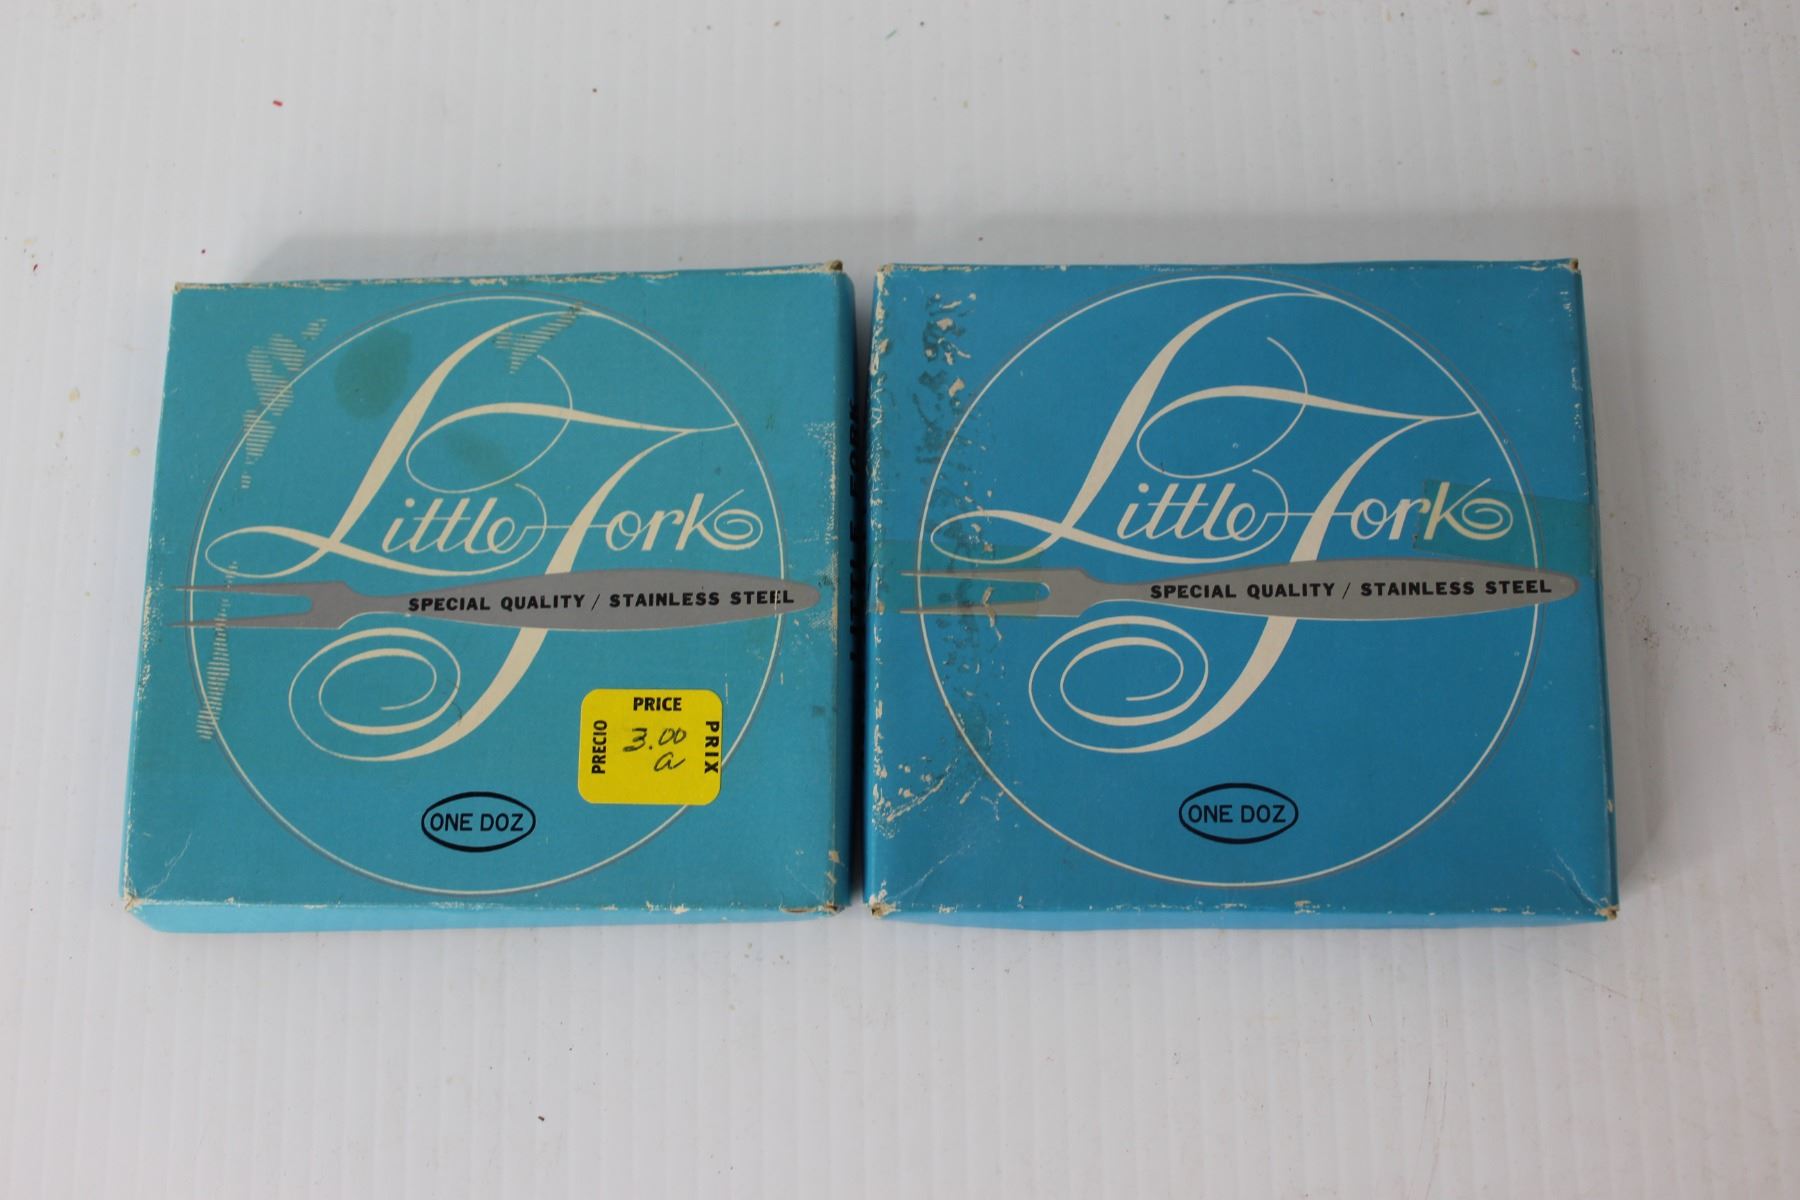 Little Fork
SPECIAL QUALITY / STAINLESS STEEL
PRICE
PRECIO
PRIX
3.00
a
ONE DOZ
Little Fork
SPECIAL QUALITY / STAINLESS STEEL
ONE DOZ